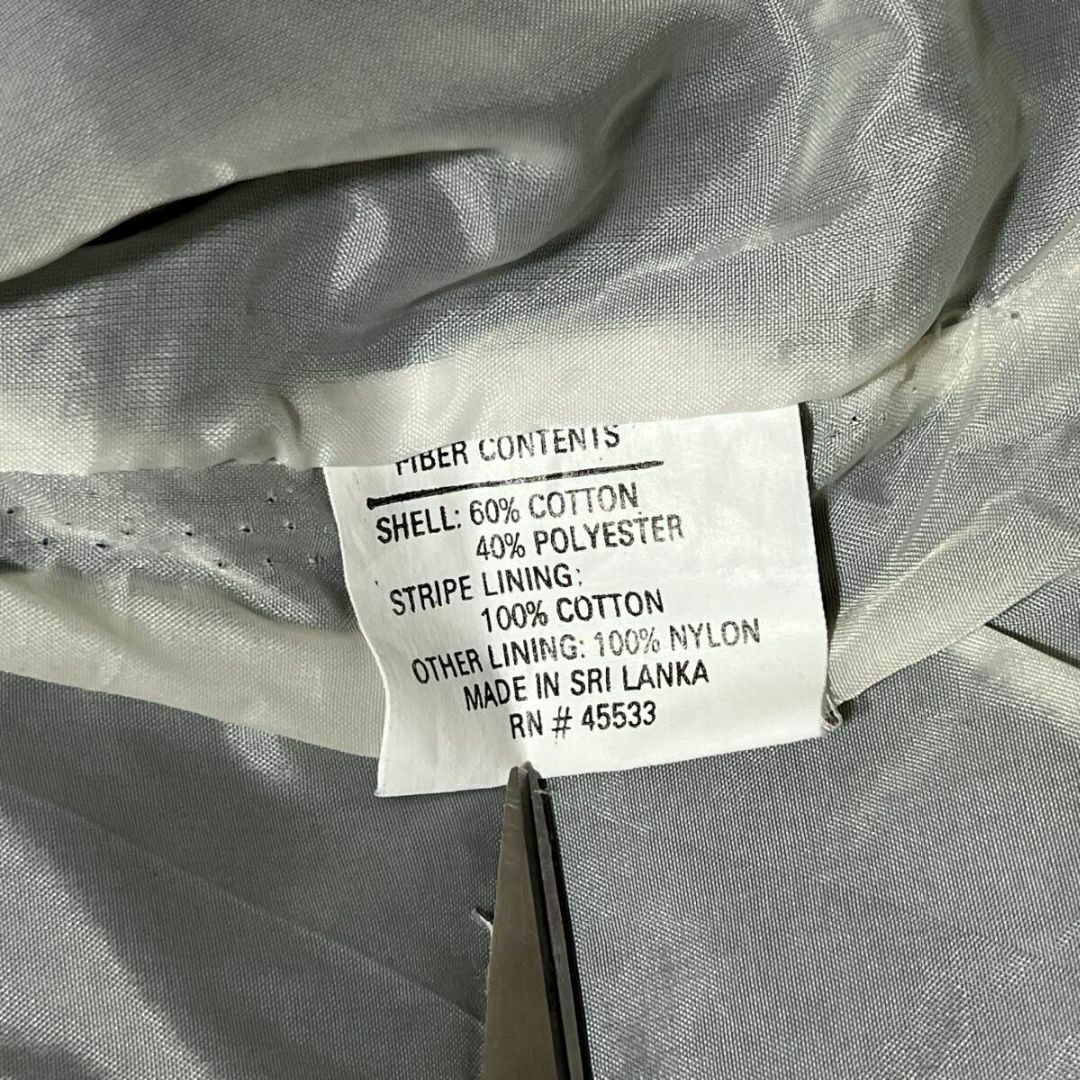 FIBER CONTENTS
SHELL: 60% COTTON
40% POLYESTER
STRIPE LINING:
100% COTTON
OTHER LINING: 100% NYLON
MADE IN SRI LANKA
RN # 45533